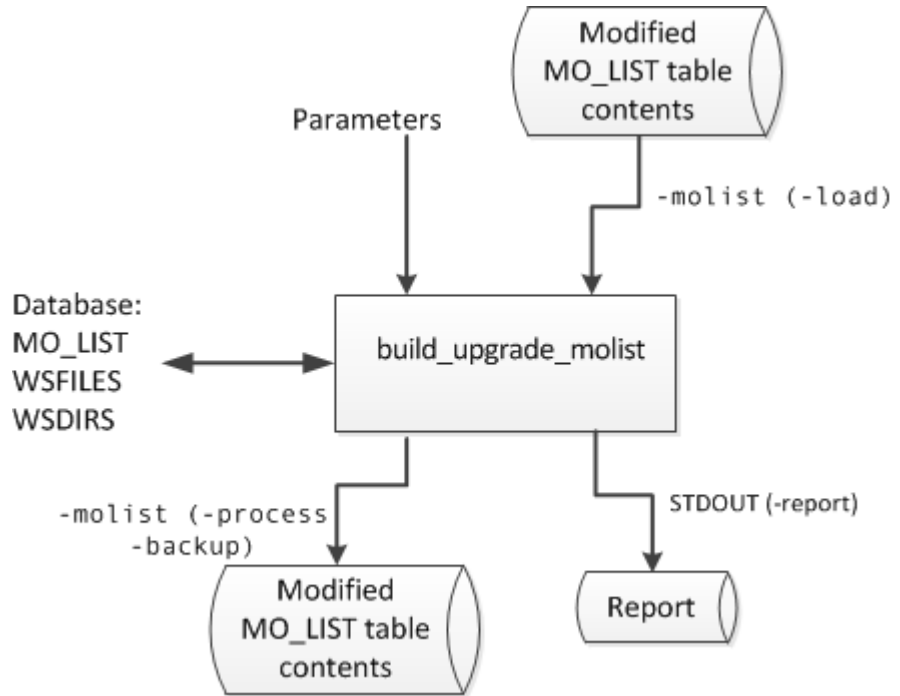 Modified
MO_LIST table
contents
Parameters
-molist (-load)
Database:
MO_LIST
WSFILES
WSDIRS
build_upgrade_molist
-molist (-process
-backup)
STDOUT (-report)
Modified
MO_LIST table
contents
Report